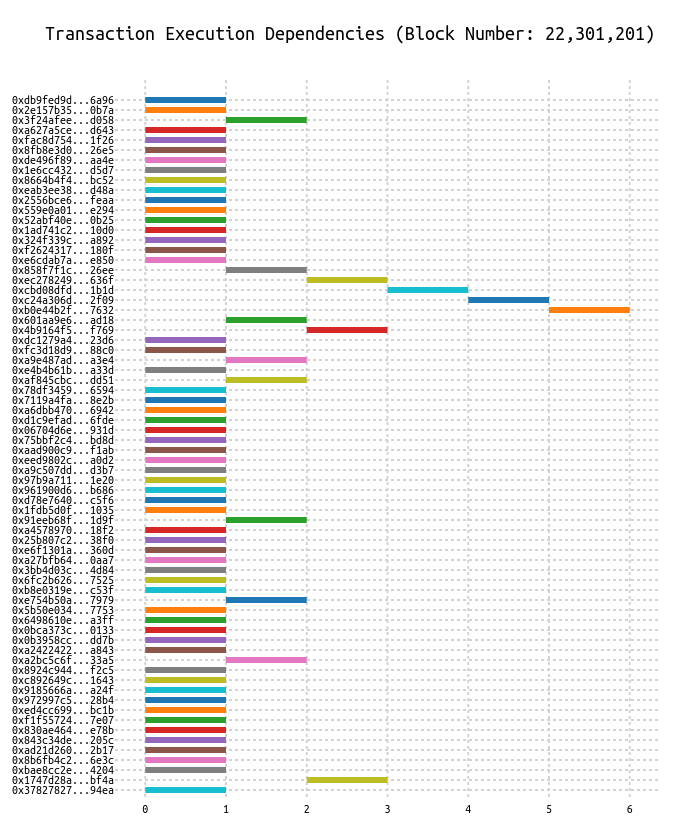 Transaction Execution Dependencies (Block Number: 22,301,201)
0xdb9fed9d...6a96
0x2e157b35...0b7a
0x3f24afee...d058
0xa627a5ce...d643
0xfac8d754...1f26
0x8fb8e3d0...26e5
0xde496f89...aa4e
0x1e6cc432...d5d7
0x8664b4f4...bc52
0xeab3ee38...d48a
0x2556bce6...feaa
0x559e0a01...e294
0x52abf40e...0b25
0x1ad741c2...10d0
0x324f339c...a892
0xf2624317...180f
0xe6cdab7a...e850
0x858f7f1c...26ee
0xec278249...636f
0xcbd08dfd...1b1d
0xc24a306d...2f09
0xb0e44b2f...7632
0x601aa9e6...ad18
0x4b9164f5...f769
0xdc1279a4...23d6
0xfc3d18d9...88c0
0xa9e487ad...a3e4
0xe4b4b61b...a33d
0xaf845cbc...dd51
0x78df3459...6594
0x7119a4fa...8e2b
0xa6dbb470...6942
0xd1c9efad...6fde
0x06704d6e...931d
0x75bbf2c4...bd8d
0xaad900c9...f1ab
0xeed9802c...a0d2
0xa9c507dd...d3b7
0x97b9a711...1e20
0x961900d6...b686
0xd78e7640...c5f6
0x1fdb5d0f...1035
0x91eeb68f...1d9f
0xa4578970...18f2
0x25b807c2...38f0
0xe6f1301a...360d
0xa27bfb64...0aa7
0x3bb4d03c...4d84
0x6fc2b626...7525
0xb8e0319e...c53f
0xe754b50a...7979
0x5b50e034...7753
0x6498610e...a3ff
0x0bca373c...0133
0x0b3958cc...dd7b
0xa2422422...a843
0xa2bc5c6f...33a5
0x8924c944...f2c5
0xc892649c...1643
0x9185666a...a24f
0x972997c5...28b4
0xed4cc699...bc1b
0xf1f55724...7e07
0x830ae464...e78b
0x843c34de...205c
0xad21d260...2b17
0x8b6fb4c2...6e3c
0xbae8cc2e...4204
0x1747d28a...bf4a
0x37827827...94ea
0 1 2 3 4 5 6